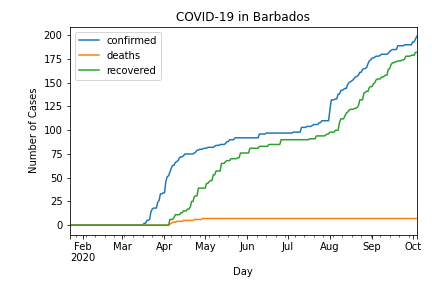 COVID-19 in Barbados
200
175
150
125
100
75
50
25
0
Number of Cases
confirmed
deaths
recovered
Feb Mar Apr May Jun Jul Aug Sep Oct
2020
Day